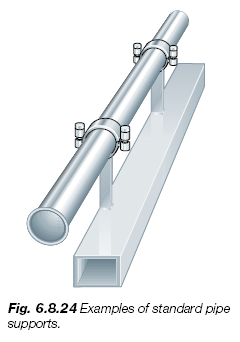 Fig. 6.8.24 Examples of standard pipe
supports.